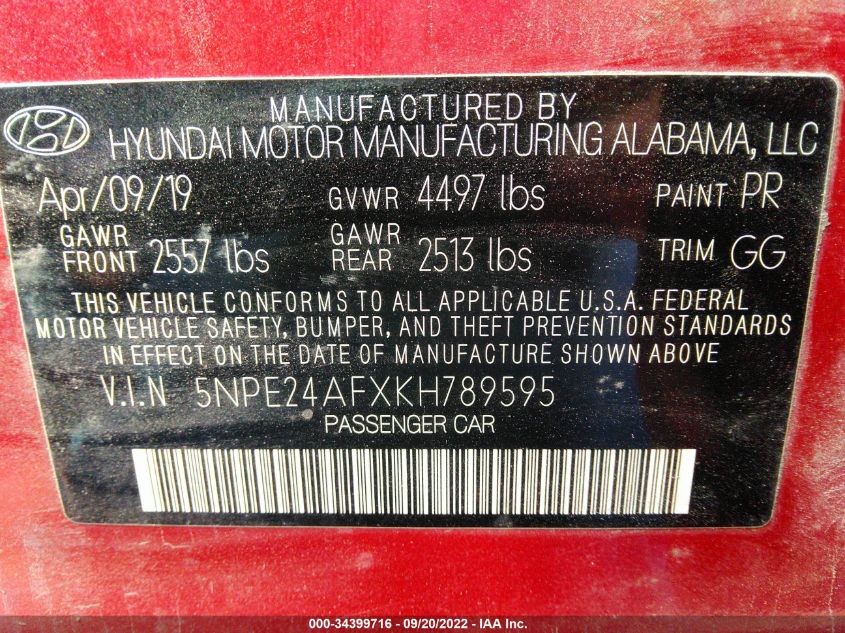 MANUFACTURED BY
HYUNDAI MOTOR MANUFACTURING ALABAMA, LLC
Apr/09/19 GVWR 4497 lbs PAINT PR
GAWR FRONT 2557 lbs GAWR REAR 2513 lbs TRIM GG
THIS VEHICLE CONFORMS TO ALL APPLICABLE U.S.A. FEDERAL
MOTOR VEHICLE SAFETY, BUMPER, AND THEFT PREVENTION STANDARDS
IN EFFECT ON THE DATE OF MANUFACTURE SHOWN ABOVE
V.I.N 5NPE24AFXKH789595
PASSENGER CAR
000-34399716 - 09/20/2022 - IAA Inc.